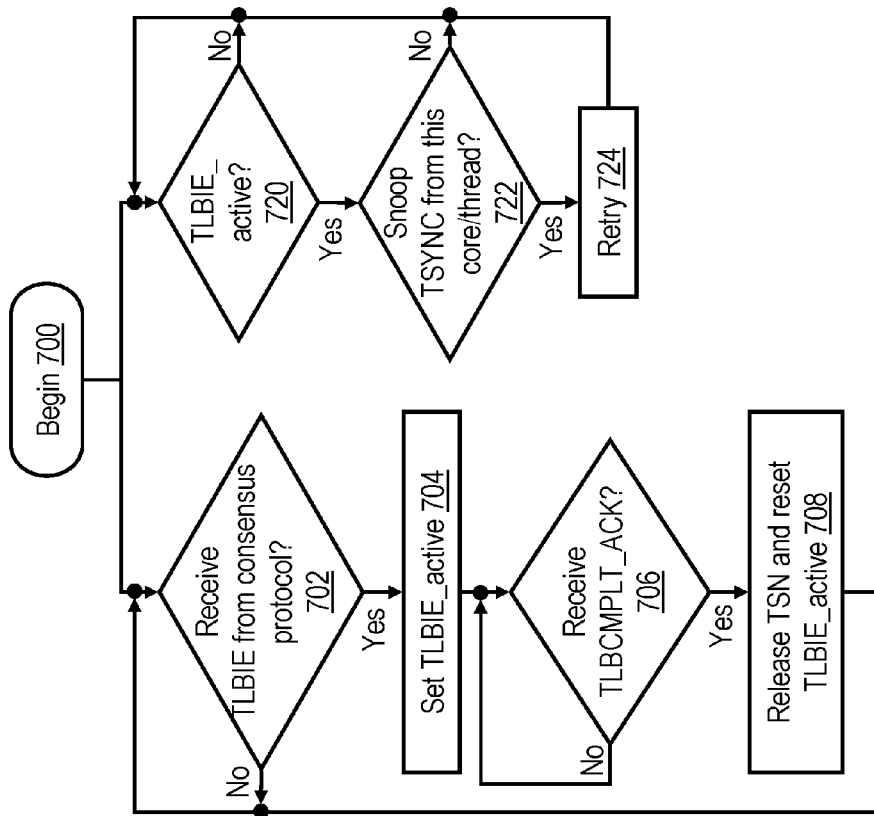 Begin 700
Receive
TLBIE from consensus
protocol?
702
No
Yes
Set TLBIE_active 704
Receive
TLBCMPLT_ACK?
706
No
Yes
Release TSN and reset
TLBIE_active 708
TLBIE_
active?
720
No
Yes
Snoop
TSYNC from this
core/thread?
722
No
Yes
Retry 724